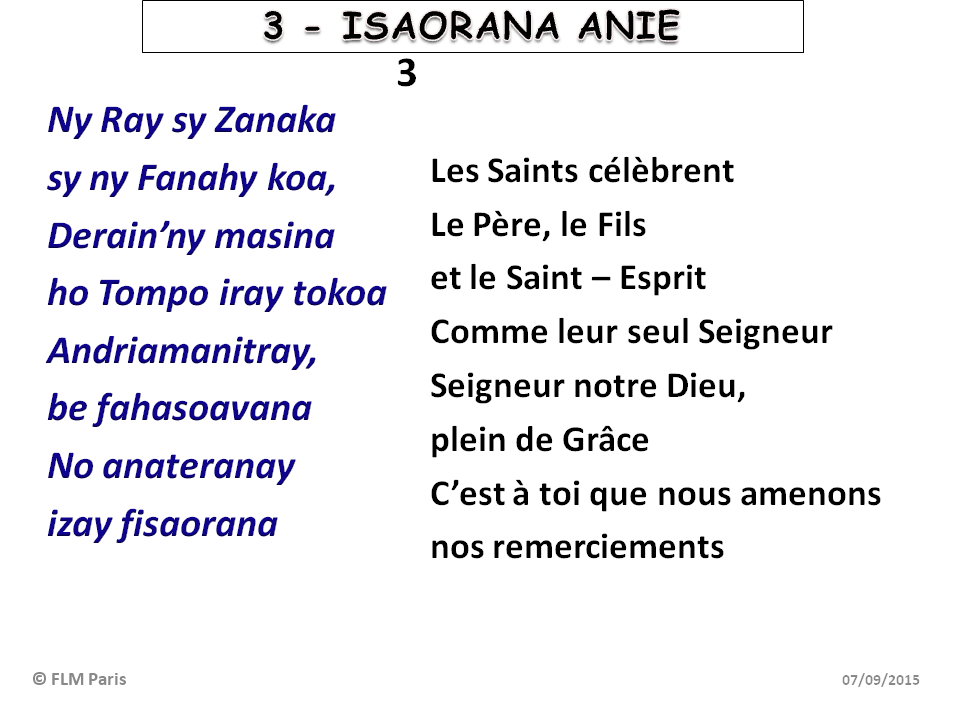 3 - ISAORANA ANIE
3
Ny Ray sy Zanaka
sy ny Fanahy koa,
Derain’ny masina
ho Tompo iray tokoa
Andriamanitray,
be fahasoavana
No anateranay
izay fisaorana
Les Saints célèbrent
Le Père, le Fils
et le Saint – Esprit
Comme leur seul Seigneur
Seigneur notre Dieu,
plein de Grâce
C’est à toi que nous amenons
nos remerciements
© FLM Paris
07/09/2015